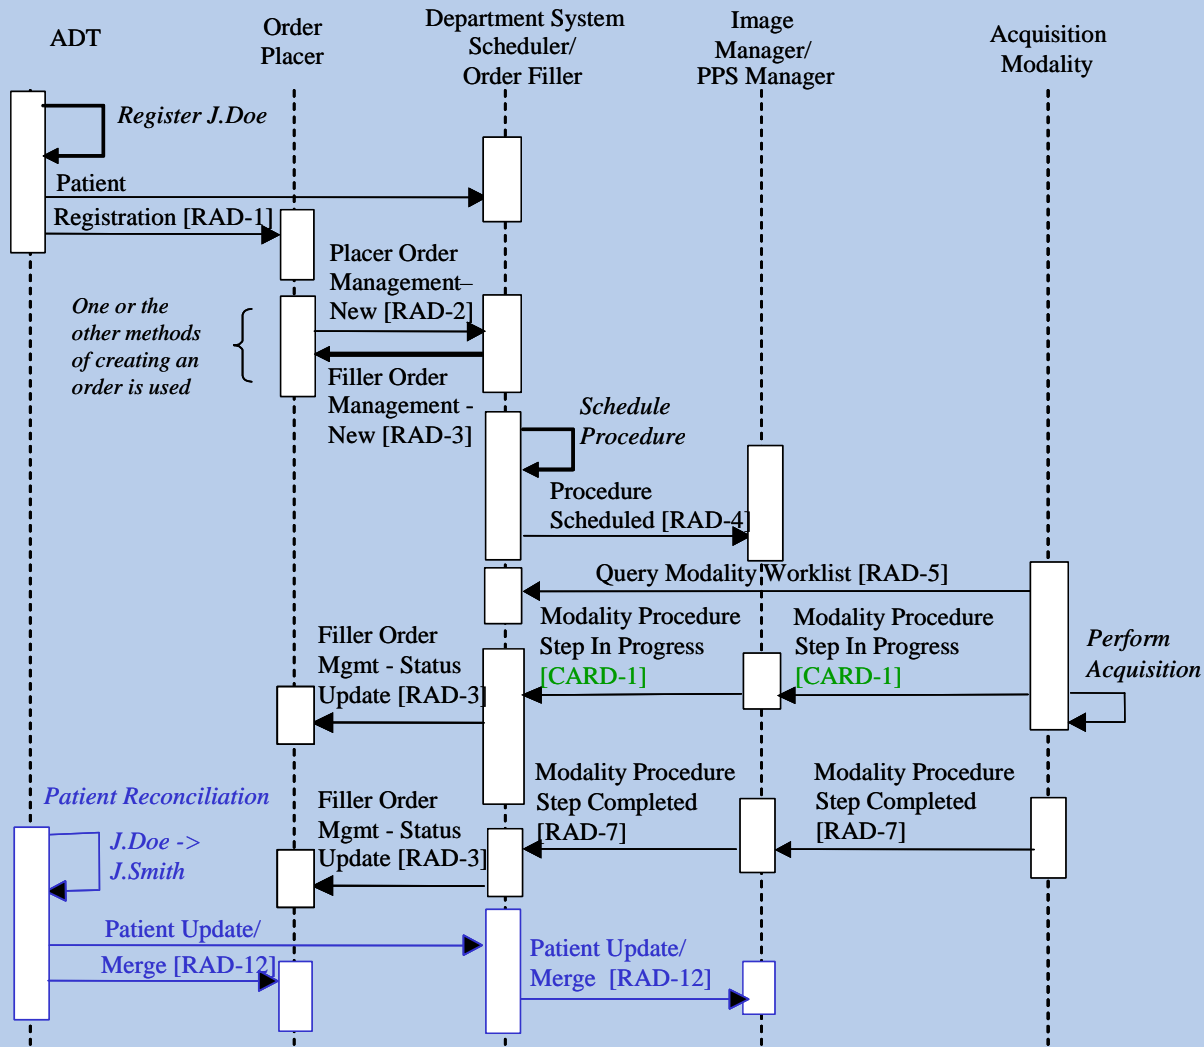 ADT
Order
Placer
Department System
Scheduler/
Order Filler
Image
Manager/
PPS Manager
Acquisition
Modality
Register J.Doe
Patient
Registration [RAD-1]
Placer Order
Management–
New [RAD-2]
One or the
other methods
of creating an
order is used
Filler Order
Management -
New [RAD-3]
Schedule
Procedure
Procedure
Scheduled [RAD-4]
Query Modality Worklist [RAD-5]
Modality Procedure
Step In Progress
[CARD-1]
Modality Procedure
Step In Progress
[CARD-1]
Perform
Acquisition
Filler Order
Mgmt - Status
Update [RAD-3]
Modality Procedure
Step Completed
[RAD-7]
Modality Procedure
Step Completed
[RAD-7]
Filler Order
Mgmt - Status
Update [RAD-3]
Patient Reconciliation
J.Doe ->
J.Smith
Patient Update/
Merge [RAD-12]
Patient Update/
Merge  [RAD-12]